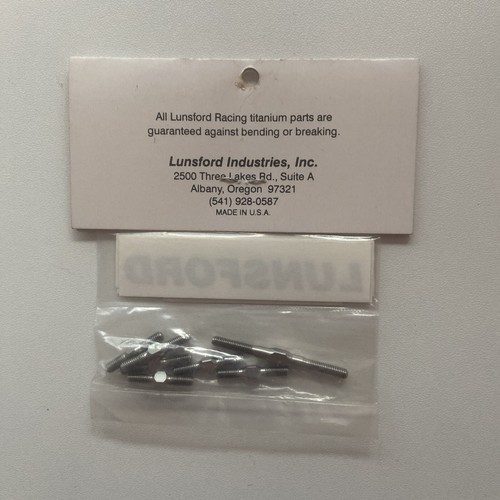 All Lunsford Racing titanium parts are
guaranteed against bending or breaking.
Lunsford Industries, Inc.
2500 Three Lakes Rd., Suite A
Albany, Oregon 97321
(541) 928-0587
MADE IN U.S.A.
LUNSFORD